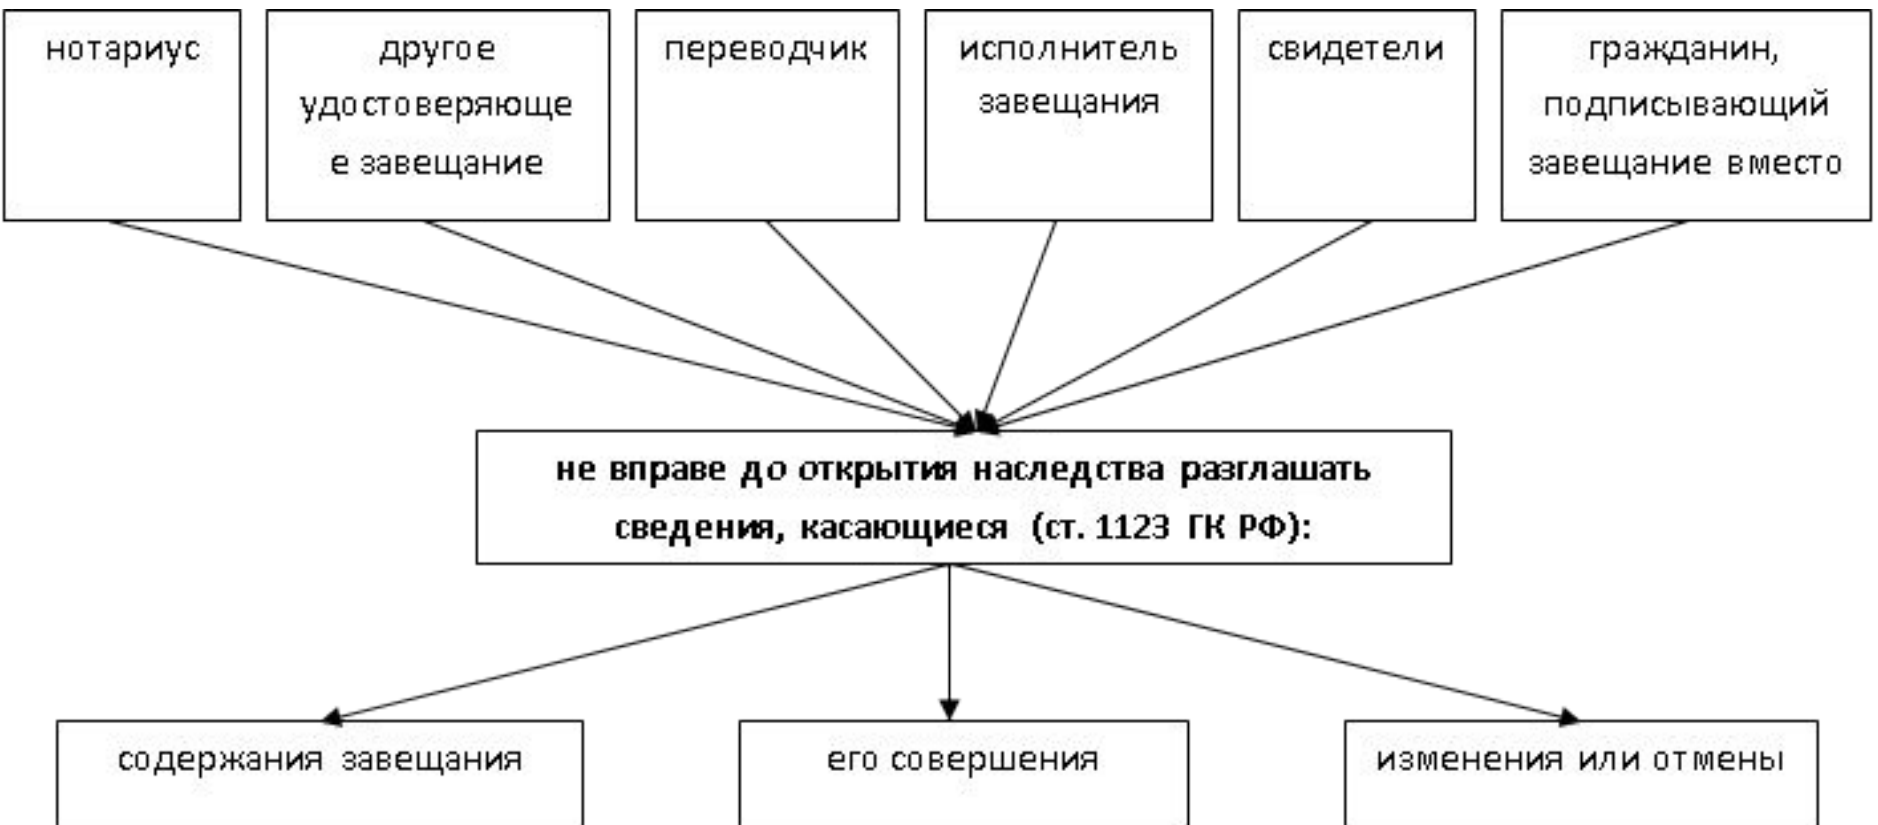 нотариус
другое
удостоверяюще
е завещание
переводчик
исполнитель
завещания
свидетели
гражданин,
подписывающий
завещание вместо
не вправе до открытия наследства разглашать
сведения, касающиеся (ст. 1123 ГК РФ):
содержания завещания
его совершения
изменения или отмены